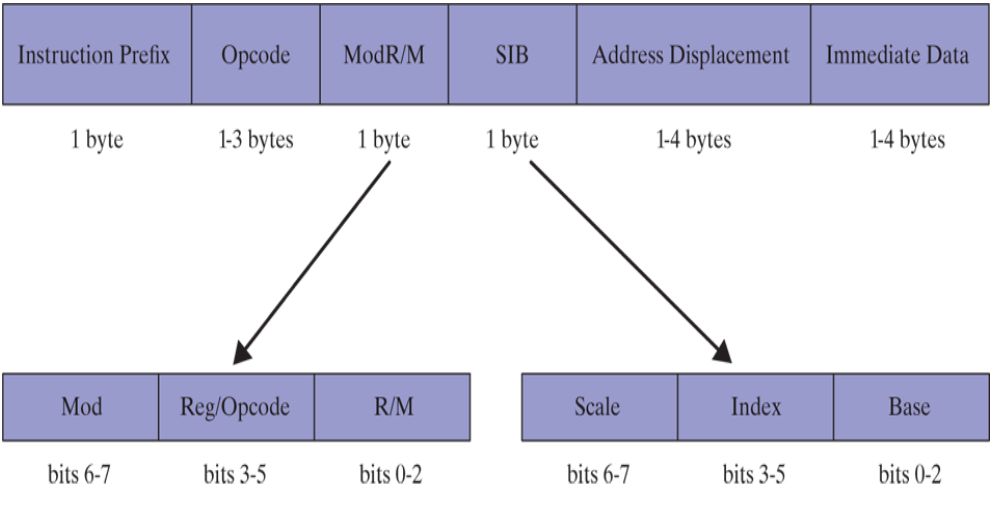 Instruction Prefix Opcode ModR/M SIB Address Displacement Immediate Data
1 byte 1-3 bytes 1 byte 1 byte 1-4 bytes 1-4 bytes
Mod Reg/Opcode R/M Scale Index Base
bits 6-7 bits 3-5 bits 0-2 bits 6-7 bits 3-5 bits 0-2